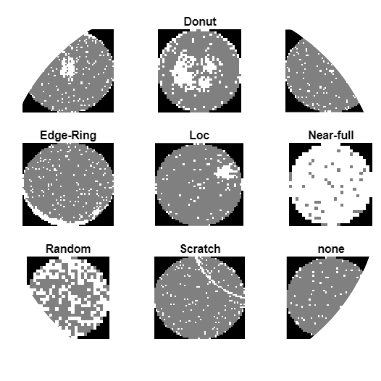 Donut
Edge-Ring
Loc
Near-full
Random
Scratch
none